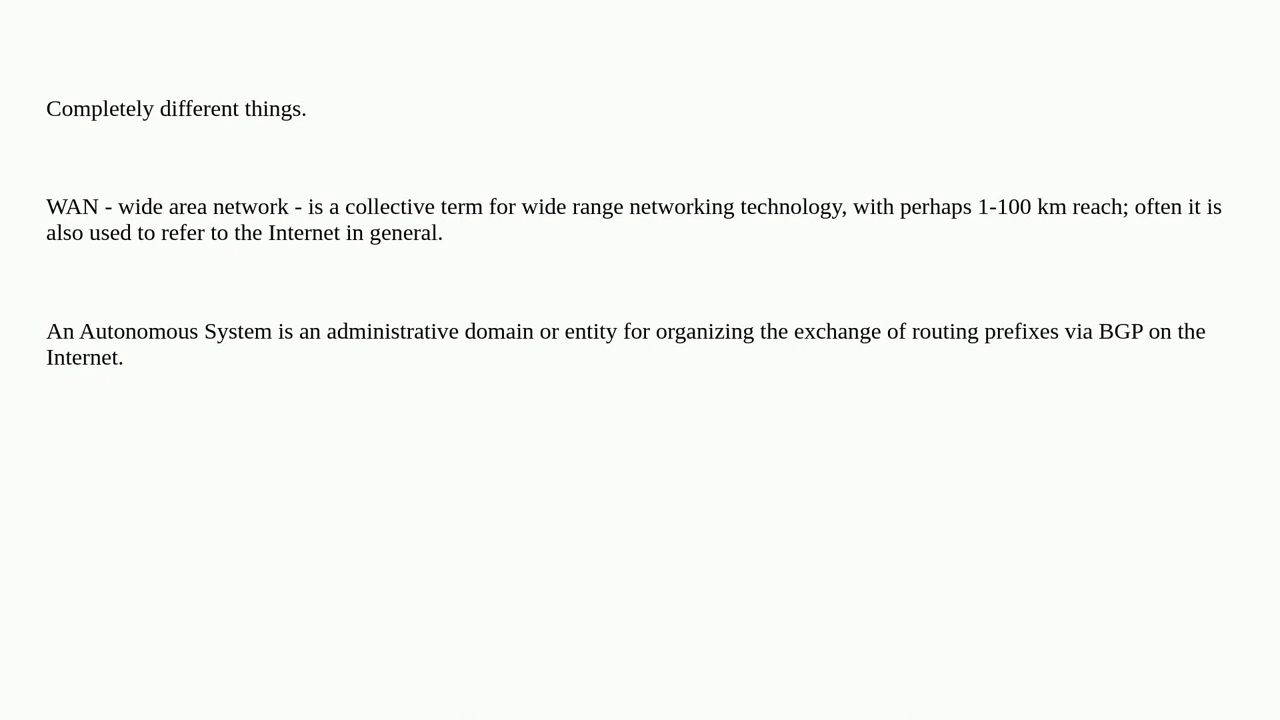 Completely different things.
WAN - wide area network - is a collective term for wide range networking technology, with perhaps 1-100 km reach; often it is
also used to refer to the Internet in general.
An Autonomous System is an administrative domain or entity for organizing the exchange of routing prefixes via BGP on the
Internet.